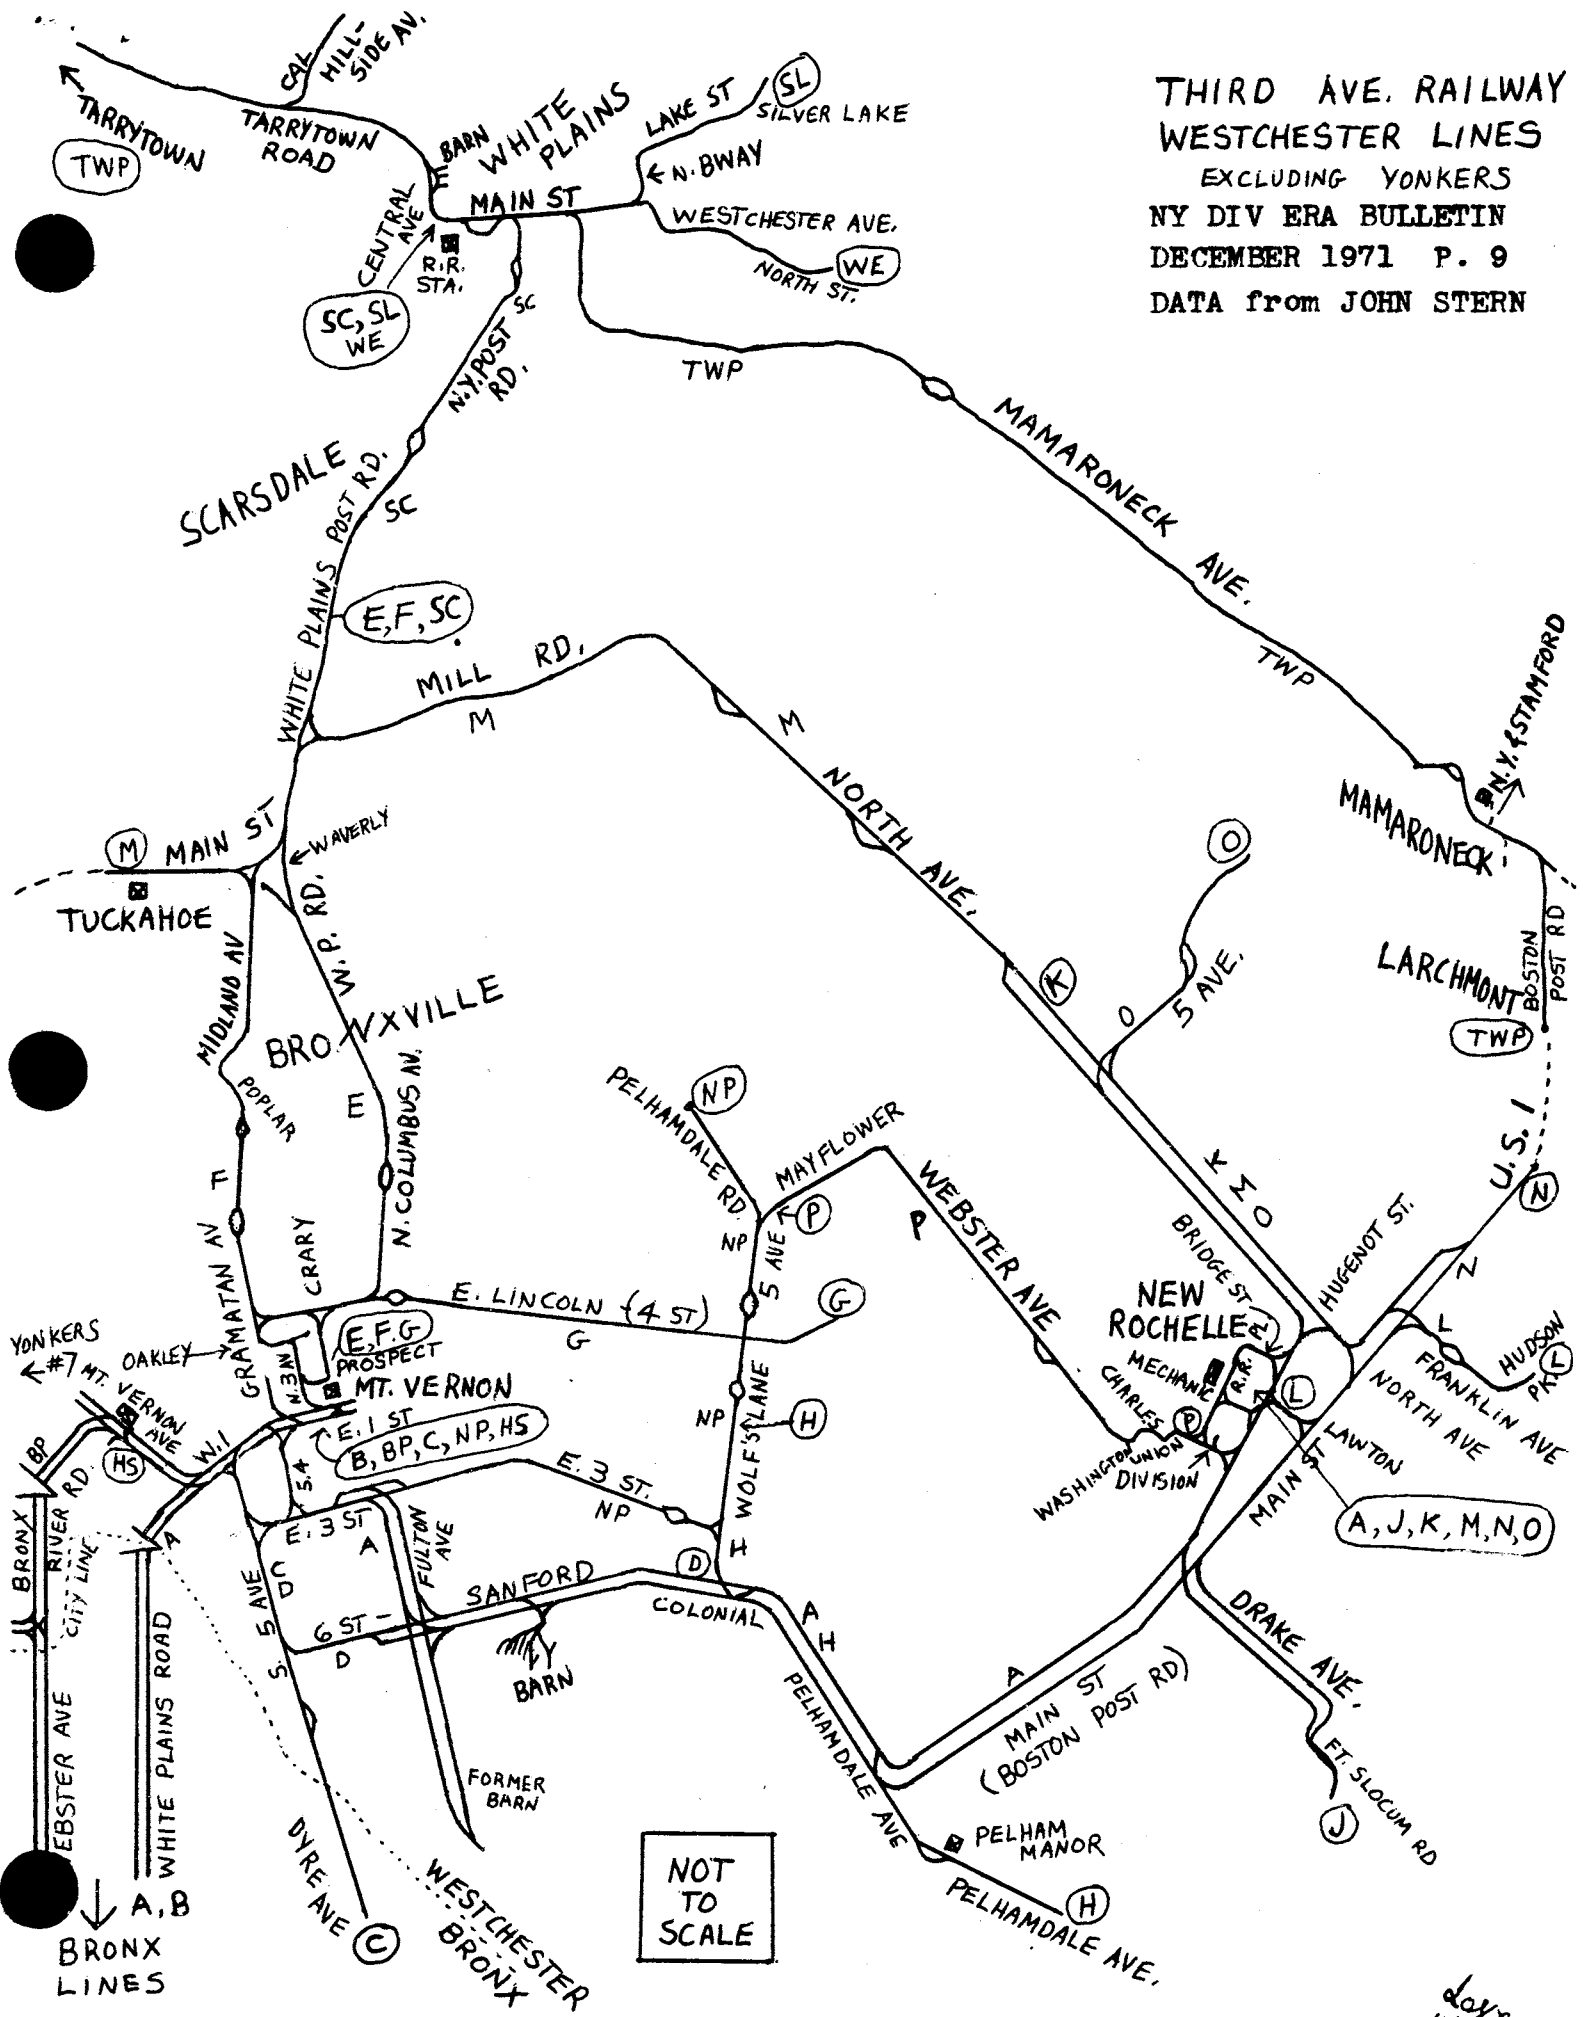 THIRD AVE. RAILWAY
WESTCHESTER LINES
EXCLUDING YONKERS
NY DIV ERA BULLETIN
DECEMBER 1971 P. 9
DATA from JOHN STERN
CAL
HILL-
SIDE AV.
TARRYTOWN
TWP
TARRYTOWN
ROAD
BARN
WHITE
PLAINS
LAKE ST
SL
SILVER LAKE
N. BWAY
MAIN ST
WESTCHESTER AVE.
NORTH ST.
WE
CENTRAL
AVE
R.R.
STA.
SC, SL
WE
SC
N.Y. POST
RD.
TWP
MAMARONECK
AVE.
TWP
SCARSDALE
WHITE PLAINS POST RD.
SC
E, F, SC
MILL RD.
M
M
NORTH
AVE.
N.Y. & STAMFORD
MAMARONECK
M
MAIN ST
WAVERLY
TUCKAHOE
W.P. RD.
MIDLAND AV
BRONXVILLE
K
O
O
5 AVE.
LARCHMONT
BOSTON
POST RD
TWP
POPLAR
E
N. COLUMBUS AV.
F
PELHAMDALE RD.
NP
MAYFLOWER
P
WEBSTER AVE
P
NP
5 AVE
K M O
U.S. 1
N
N
HUGENOT ST.
BRIDGE ST
GRAMATAN AV
CRARY
E. LINCOLN (4 ST)
G
G
NEW
ROCHELLE
PL
R.R.
MECHANIC
CHARLES
P
L
L
FRANKLIN AVE
HUDSON
PK
L
NORTH AVE
LAWTON
YONKERS
#7
OAKLEY
N. 3 AV
E, F, G
PROSPECT
MT. VERNON
MT. VERNON
AVE
W. 1
E. 1 ST
B, BP, C, NP, HS
BP
HS
S. 4
NP
WOLF'S LANE
H
E. 3 ST.
NP
WASHINGTON
UNION
DIVISION
MAIN ST
A, J, K, M, N, O
BRONX
RIVER RD.
CITY LINE
A
E. 3 ST
A
FULTON
AVE
H
D
C
D
S. 5 AVE
6 ST
D
SANFORD
COLONIAL
BARN
A
H
PELHAMDALE AVE
A
MAIN ST
(BOSTON POST RD)
DRAKE AVE.
FT. SLOCUM RD
J
EBSTER AVE
WHITE PLAINS ROAD
FORMER
BARN
DYRE AVE
C
WESTCHESTER
BRONX
NOT
TO
SCALE
PELHAM
MANOR
H
PELHAMDALE AVE.
A, B
BRONX
LINES